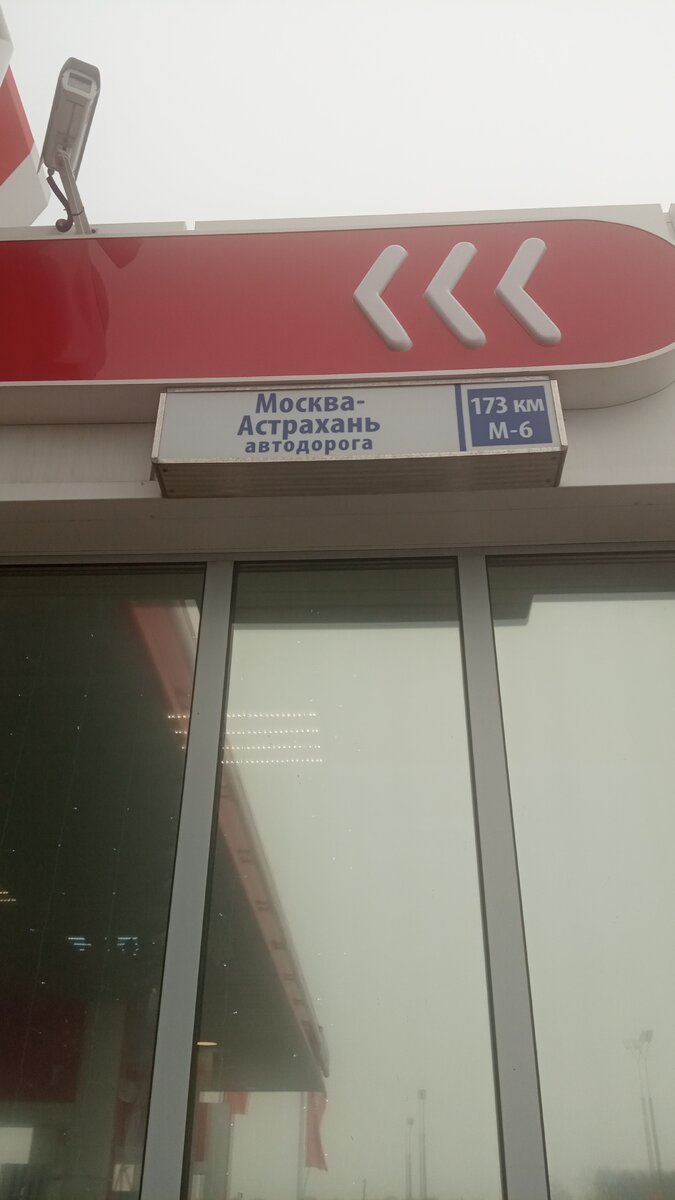 Москва-
Астрахань
автодорога
173 км
М-6